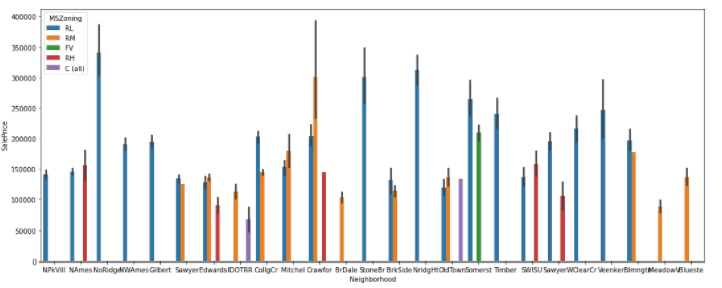 MSZoning
RL
RM
FV
RH
C (all)
400000
350000
300000
250000
200000
150000
100000
50000
0
SalePrice
NPkVill NAmes NoRidge NWAmes Gilbert Sawyer Edwards IDOTRR CollgCr Mitchel Crawfor BrDale StoneBr BrkSide NridgHt OldTown Somerst Timber SWISU SawyerW ClearCr Veenker Blmngtn MeadowV Blueste
Neighborhood